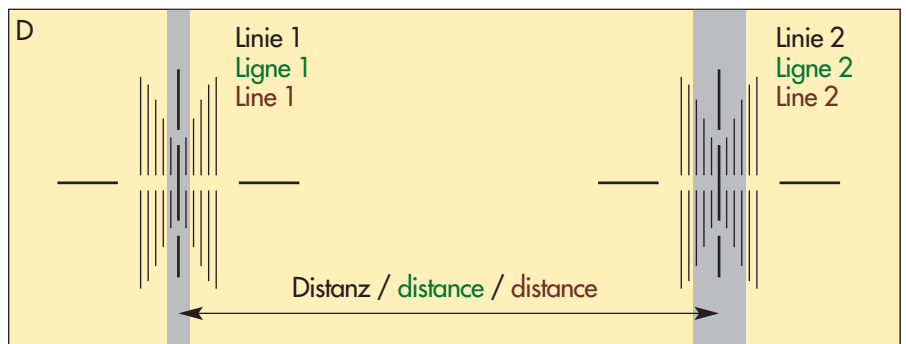 D
Linie 1
Ligne 1
Line 1
Linie 2
Ligne 2
Line 2
Distanz / distance / distance